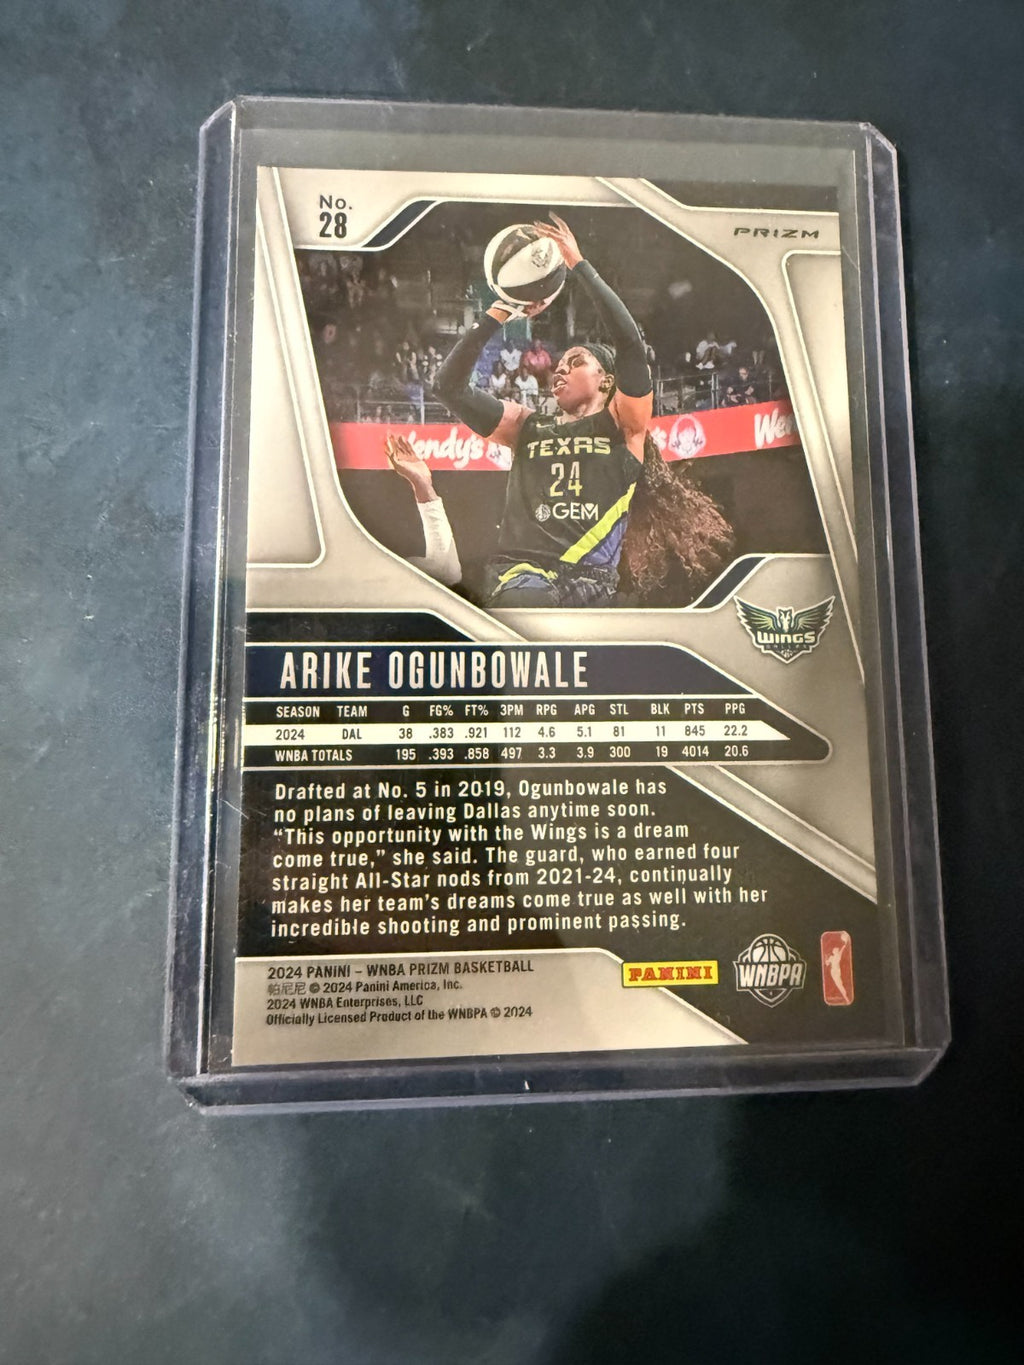 No.
28
PRIZM
Wendy's
We
TEXAS
24
GEM
WINGS
DALLAS
ARIKE OGUNBOWALE
SEASON TEAM G FG% FT% 3PM RPG APG STL BLK PTS PPG
2024 DAL 38 .383 .921 112 4.6 5.1 81 11 845 22.2
WNBA TOTALS 195 .393 .858 497 3.3 3.9 300 19 4014 20.6
Drafted at No. 5 in 2019, Ogunbowale has
no plans of leaving Dallas anytime soon.
“This opportunity with the Wings is a dream
come true,” she said. The guard, who earned four
straight All-Star nods from 2021-24, continually
makes her team’s dreams come true as well with her
incredible shooting and prominent passing.
2024 PANINI – WNBA PRIZM BASKETBALL
帕尼尼 © 2024 Panini America, Inc.
2024 WNBA Enterprises, LLC
Officially Licensed Product of the WNBPA © 2024
PANINI
WNBPA